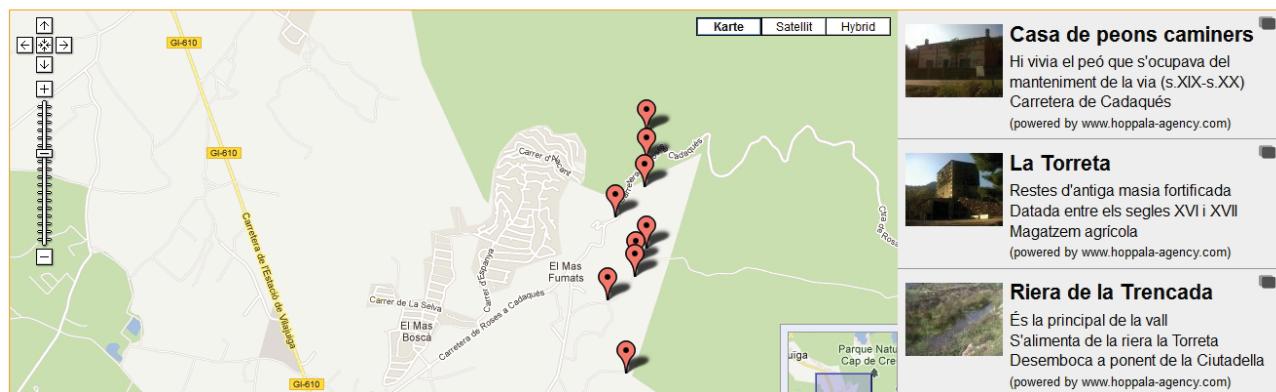 Karte
Satellit
Hybrid
GI-610
GI-610
GI-610
Carretera de l'Estació de Vilajuïga
Carrer d'Alacant
Carrer d'Espanya
Cadaqués
El Mas
Fumats
Carrer de La Selva
El Mas
Boscà
Carretera de Roses a Cadaqués
Parque Natu
Cap de Cre
Casa de peons caminers
Hi vivia el peó que s'ocupava del
manteniment de la via (s.XIX-s.XX)
Carretera de Cadaqués
(powered by www.hoppala-agency.com)
La Torreta
Restes d'antiga masia fortificada
Datada entre els segles XVI i XVII
Magatzem agrícola
(powered by www.hoppala-agency.com)
Riera de la Trencada
És la principal de la vall
S'alimenta de la riera la Torreta
Desemboca a ponent de la Ciutadella
(powered by www.hoppala-agency.com)